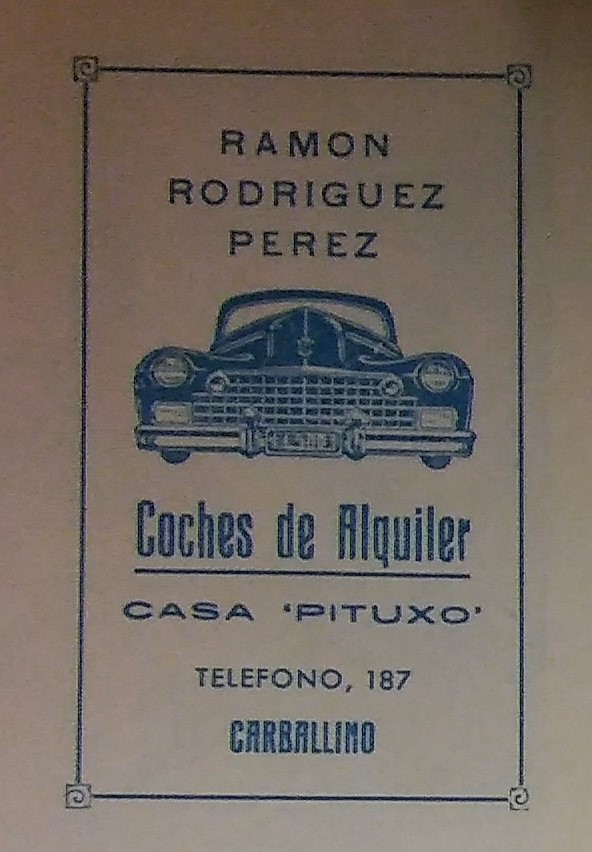 RAMON
RODRIGUEZ
PEREZ
Coches de Alquiler
CASA 'PITUXO'
TELEFONO, 187
CARBALLINO